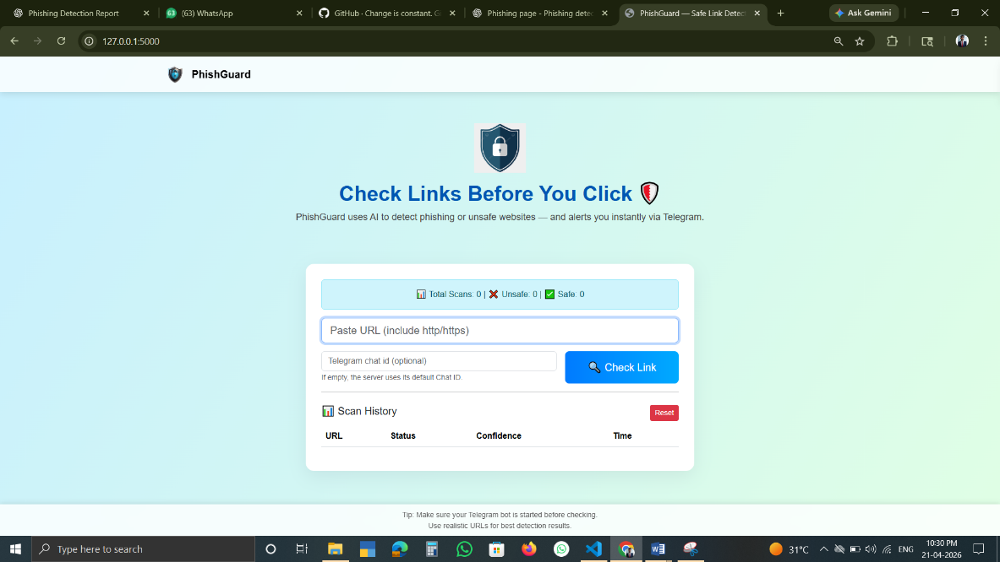 Phishing Detection Report
63 (63) WhatsApp
GitHub · Change is constant. G
Phishing page - Phishing detec
PhishGuard — Safe Link Detect
Ask Gemini
127.0.0.1:5000
PhishGuard
Check Links Before You Click
PhishGuard uses AI to detect phishing or unsafe websites — and alerts you instantly via Telegram.
📊 Total Scans: 0 | ❌ Unsafe: 0 | ✅ Safe: 0
Paste URL (include http/https)
Telegram chat id (optional)
🔍 Check Link
If empty, the server uses its default Chat ID.
📊 Scan History
Reset
URL Status Confidence Time
Tip: Make sure your Telegram bot is started before checking.
Use realistic URLs for best detection results.
Type here to search
31°C
ENG
10:30 PM
21-04-2026